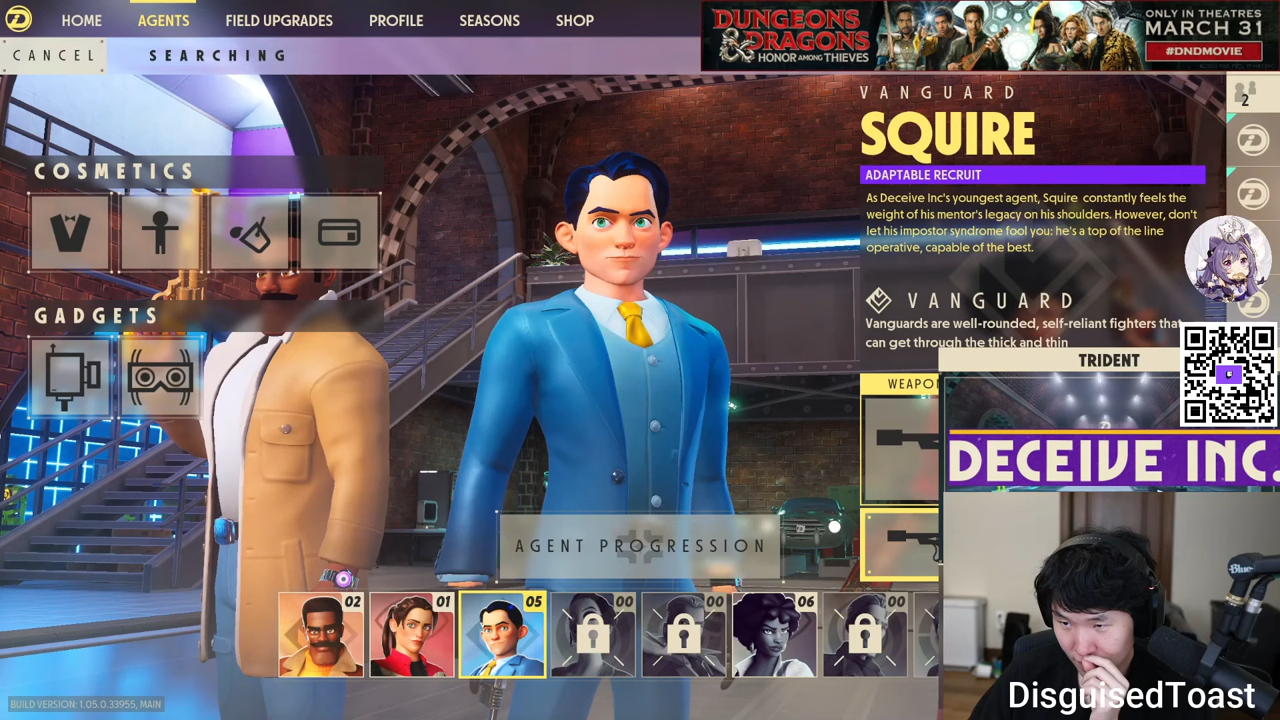 HOME
AGENTS
FIELD UPGRADES
PROFILE
SEASONS
SHOP
DUNGEONS & DRAGONS
HONOR AMONG THIEVES
ONLY IN THEATRES
MARCH 31
#DNDMOVIE
CANCEL
SEARCHING
VANGUARD
SQUIRE
ADAPTABLE RECRUIT
As Deceive Inc's youngest agent, Squire constantly feels the
weight of his mentor's legacy on his shoulders. However, don't
let his impostor syndrome fool you: he's a top of the line
operative, capable of the best.
2
COSMETICS
GADGETS
VANGUARD
Vanguards are well-rounded, self-reliant fighters that
can get through the thick and thin
TRIDENT
WEAPON
DECEIVE INC.
AGENT PROGRESSION
02
01
05
00
00
06
00
Blue
DisguisedToast
BUILD VERSION: 1.05.0.33955, MAIN